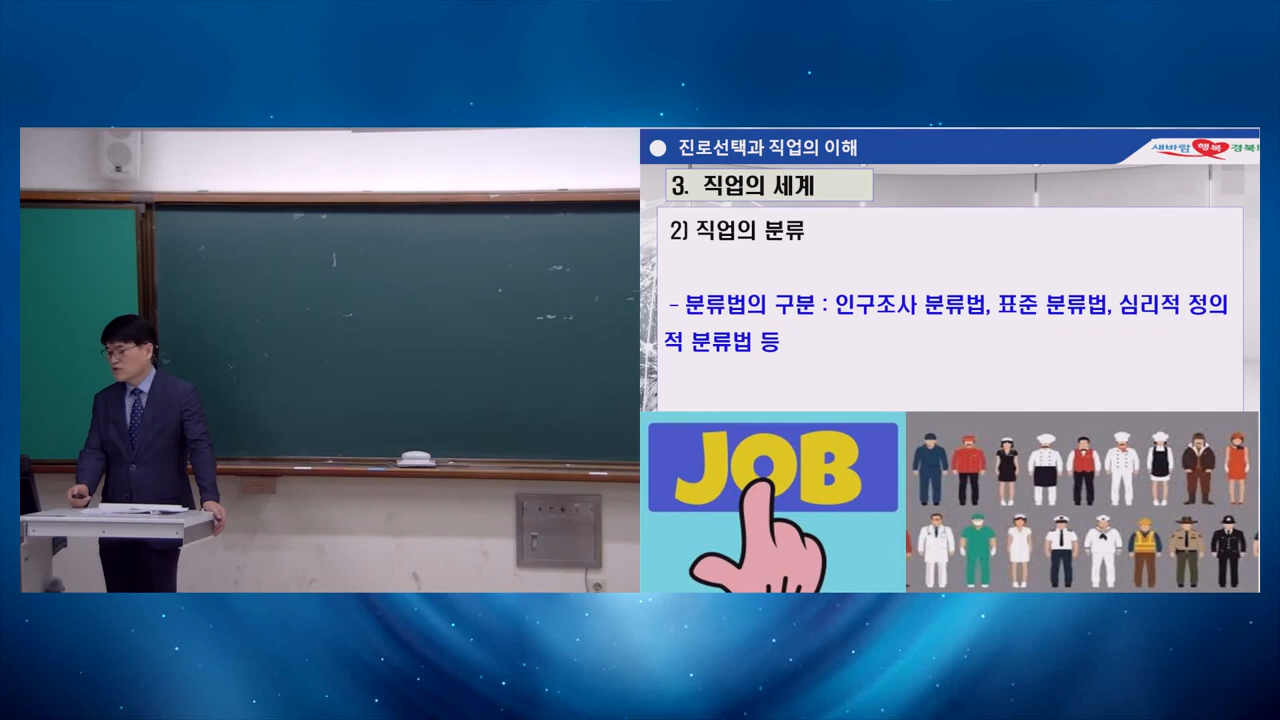 진로선택과 직업의 이해
새바람 행복 경북!
3. 직업의 세계
2) 직업의 분류
- 분류법의 구분 : 인구조사 분류법, 표준 분류법, 심리적 정의
적 분류법 등
JOB